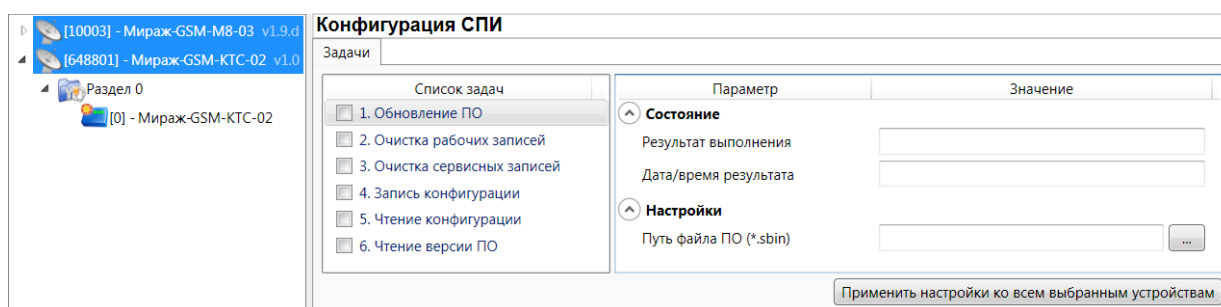 [10003] - Мираж-GSM-M8-03 v1.9.d
[648801] - Мираж-GSM-КТС-02 v1.0
Раздел 0
[0] - Мираж-GSM-КТС-02
Конфигурация СПИ
Задачи
Список задач
1. Обновление ПО
2. Очистка рабочих записей
3. Очистка сервисных записей
4. Запись конфигурации
5. Чтение конфигурации
6. Чтение версии ПО
Параметр Значение
Состояние
Результат выполнения
Дата/время результата
Настройки
Путь файла ПО (*.sbin) ...
Применить настройки ко всем выбранным устройствам